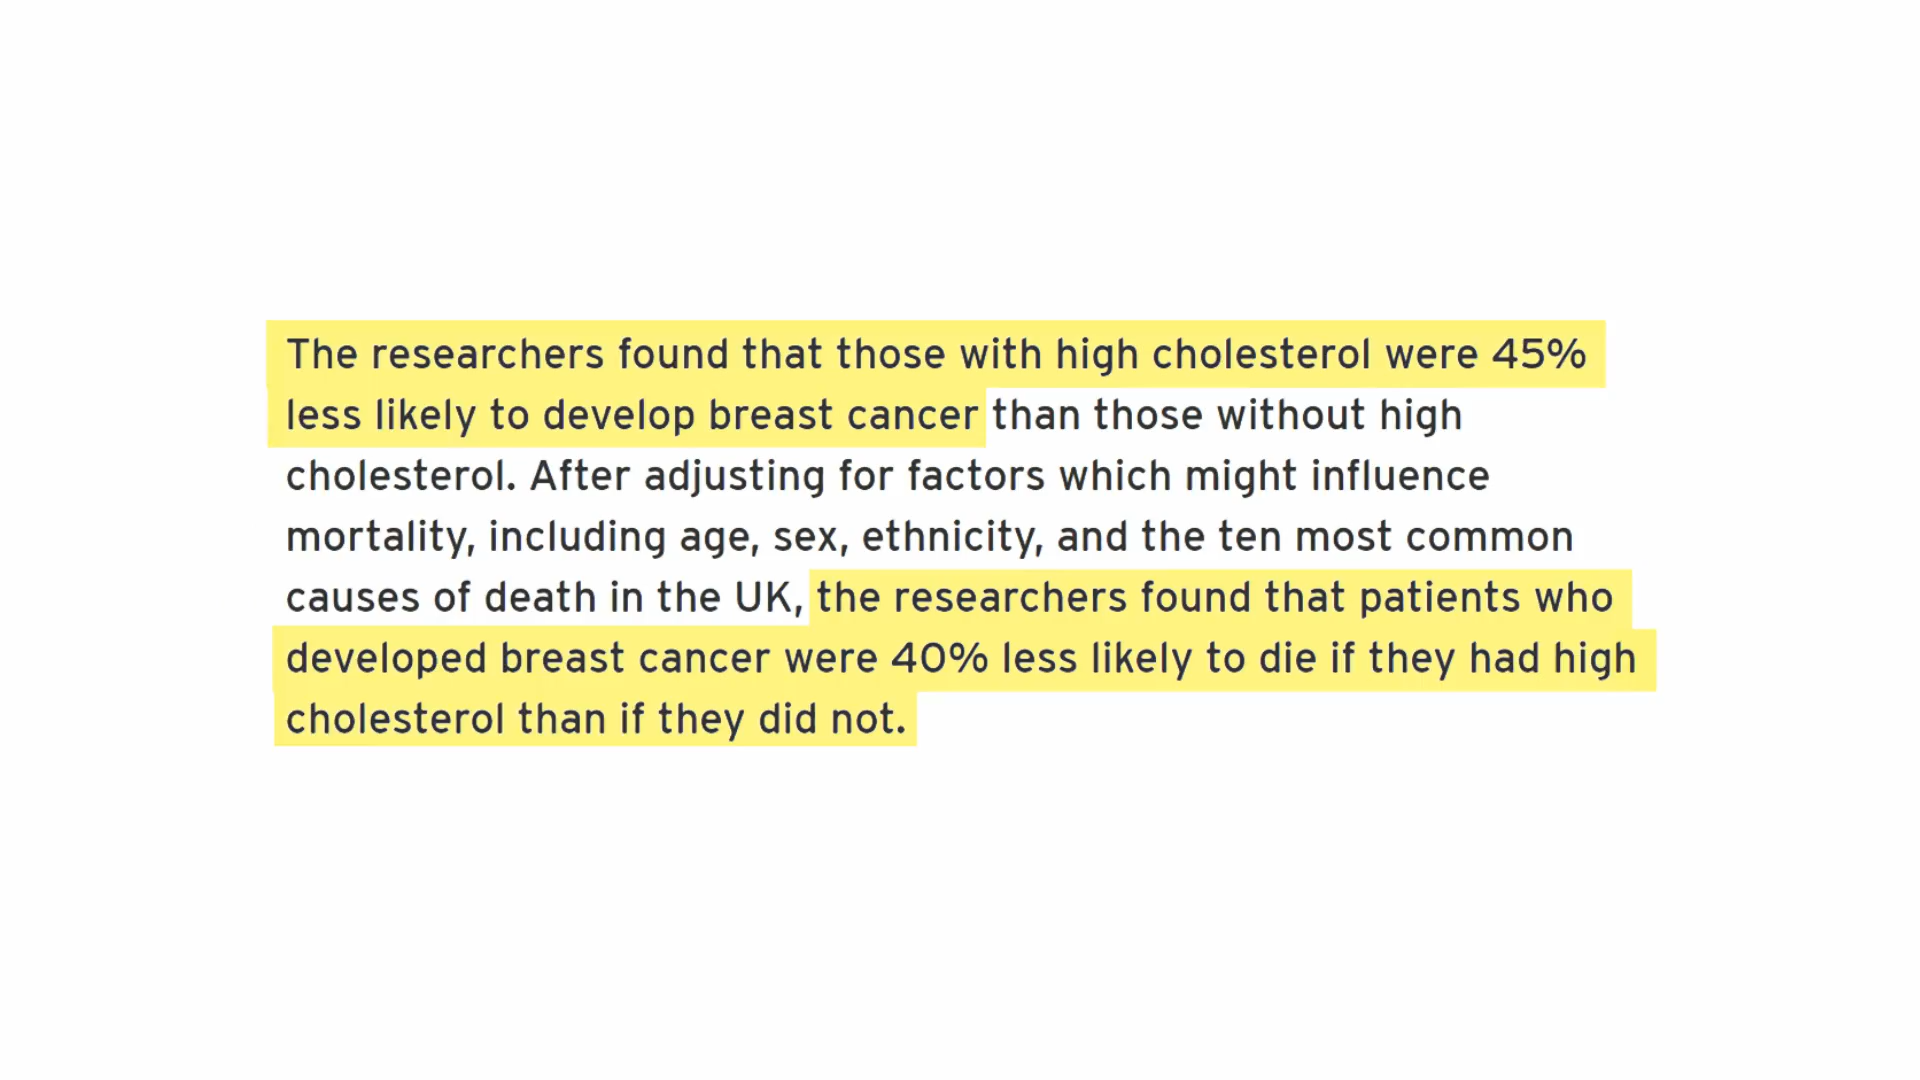 The researchers found that those with high cholesterol were 45%
less likely to develop breast cancer than those without high
cholesterol. After adjusting for factors which might influence
mortality, including age, sex, ethnicity, and the ten most common
causes of death in the UK, the researchers found that patients who
developed breast cancer were 40% less likely to die if they had high
cholesterol than if they did not.